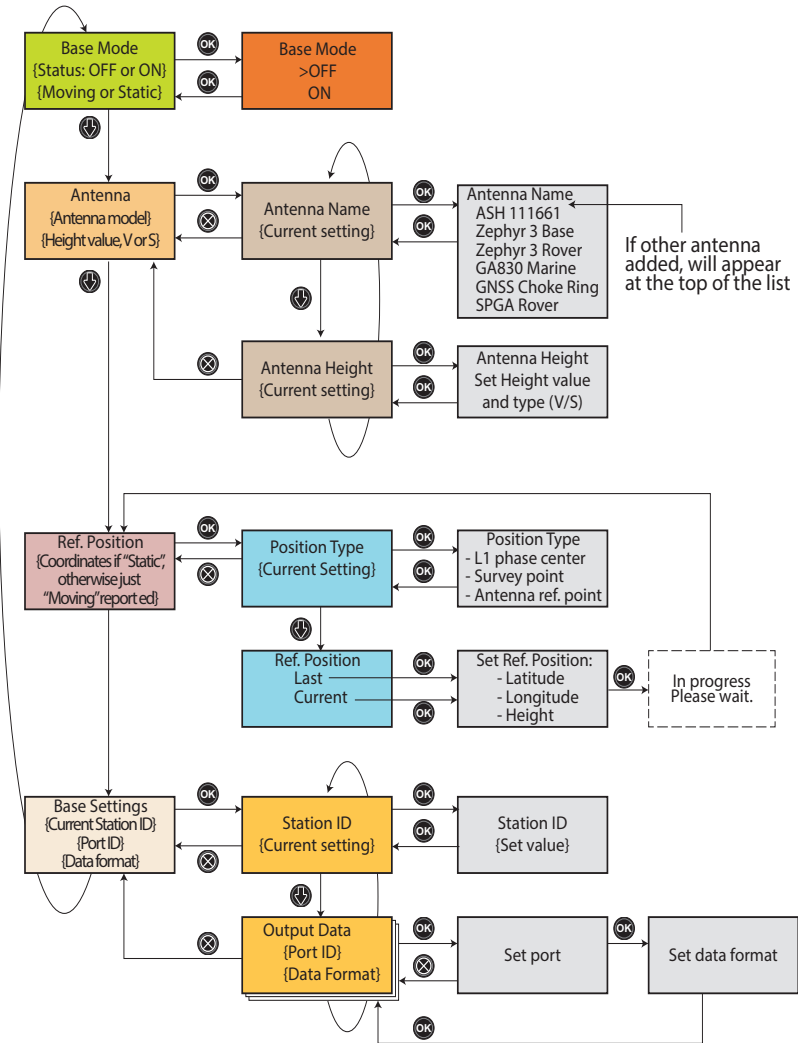 Base Mode
{Status: OFF or ON}
{Moving or Static}
OK
OK
Base Mode
>OFF
ON
Antenna
{Antenna model}
{Height value, V or S}
OK
Antenna Name
{Current setting}
OK
OK
Antenna Name
ASH 111661
Zephyr 3 Base
Zephyr 3 Rover
GA830 Marine
GNSS Choke Ring
SPGA Rover
If other antenna
added, will appear
at the top of the list
Antenna Height
{Current setting}
OK
OK
Antenna Height
Set Height value
and type (V/S)
Ref. Position
{Coordinates if "Static",
otherwise just
"Moving" report ed}
OK
Position Type
{Current Setting}
OK
OK
Position Type
- L1 phase center
- Survey point
- Antenna ref. point
Ref. Position
Last
Current
OK
OK
Set Ref. Position:
- Latitude
- Longitude
- Height
OK
In progress
Please wait.
Base Settings
{Current Station ID}
{Port ID}
{Data format}
OK
Station ID
{Current setting}
OK
OK
Station ID
{Set value}
Output Data
{Port ID}
{Data Format}
OK
Set port
OK
Set data format
OK